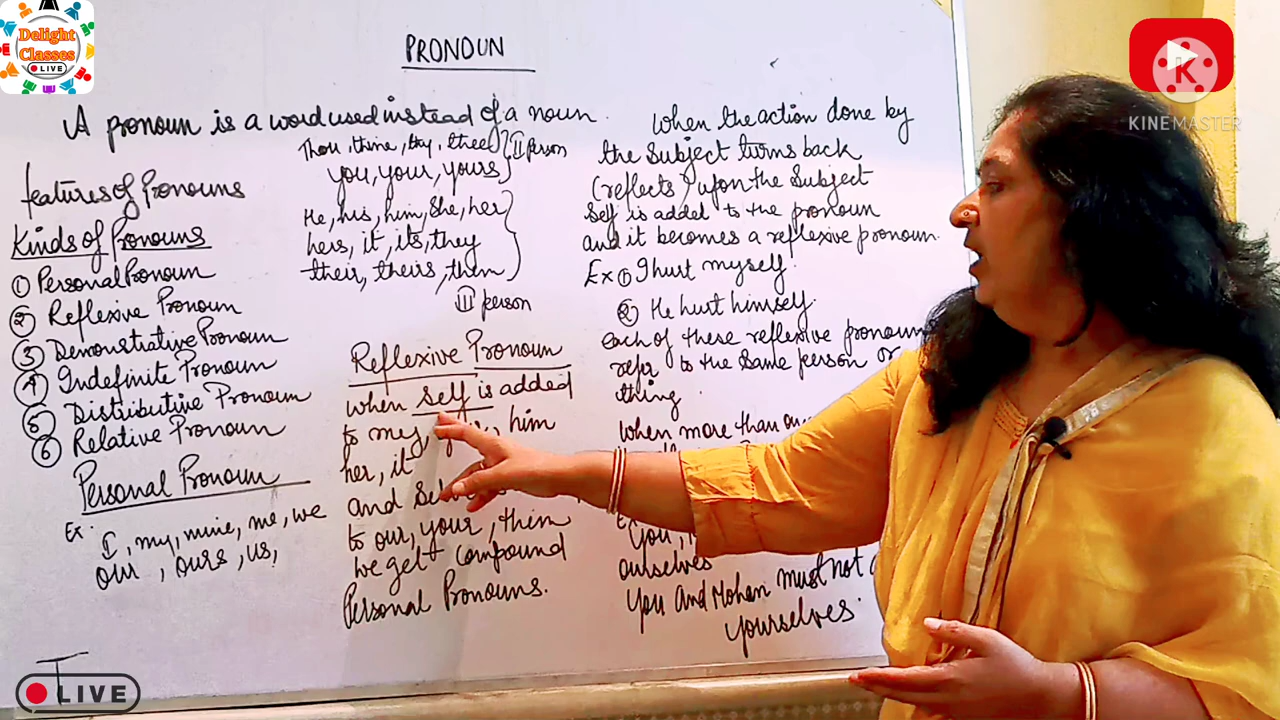 Delight
Classes
LIVE
PRONOUN
A pronoun is a word used instead of a noun.
features of Pronouns
Kinds of Pronouns
① Personal Pronoun
② Reflexive Pronoun
③ Demonstrative Pronoun
④ Indefinite Pronoun
⑤ Distributive Pronoun
⑥ Relative Pronoun
Personal Pronoun
Ex. I, my, mine, me, we
our, ours, us,
Thou, thine, thy, thee } II person
you, your, yours
He, his, him, She, her
hers, it, its, they
their, theirs, them
III person
Reflexive Pronoun
when self is added
to my, him
her, it
and
to our, your, them
we get compound
Personal Pronouns.
When the action done by
the Subject turns back
(reflects) upon the Subject
Self is added to the pronoun
and it becomes a reflexive pronoun.
Ex ① I hurt myself.
② He hurt himself.
each of these reflexive pronoun
refer to the same person or
thing.
when more than
You,
ourselves
You and Mohan must not
yourselves.
LIVE
K
KINEMASTER